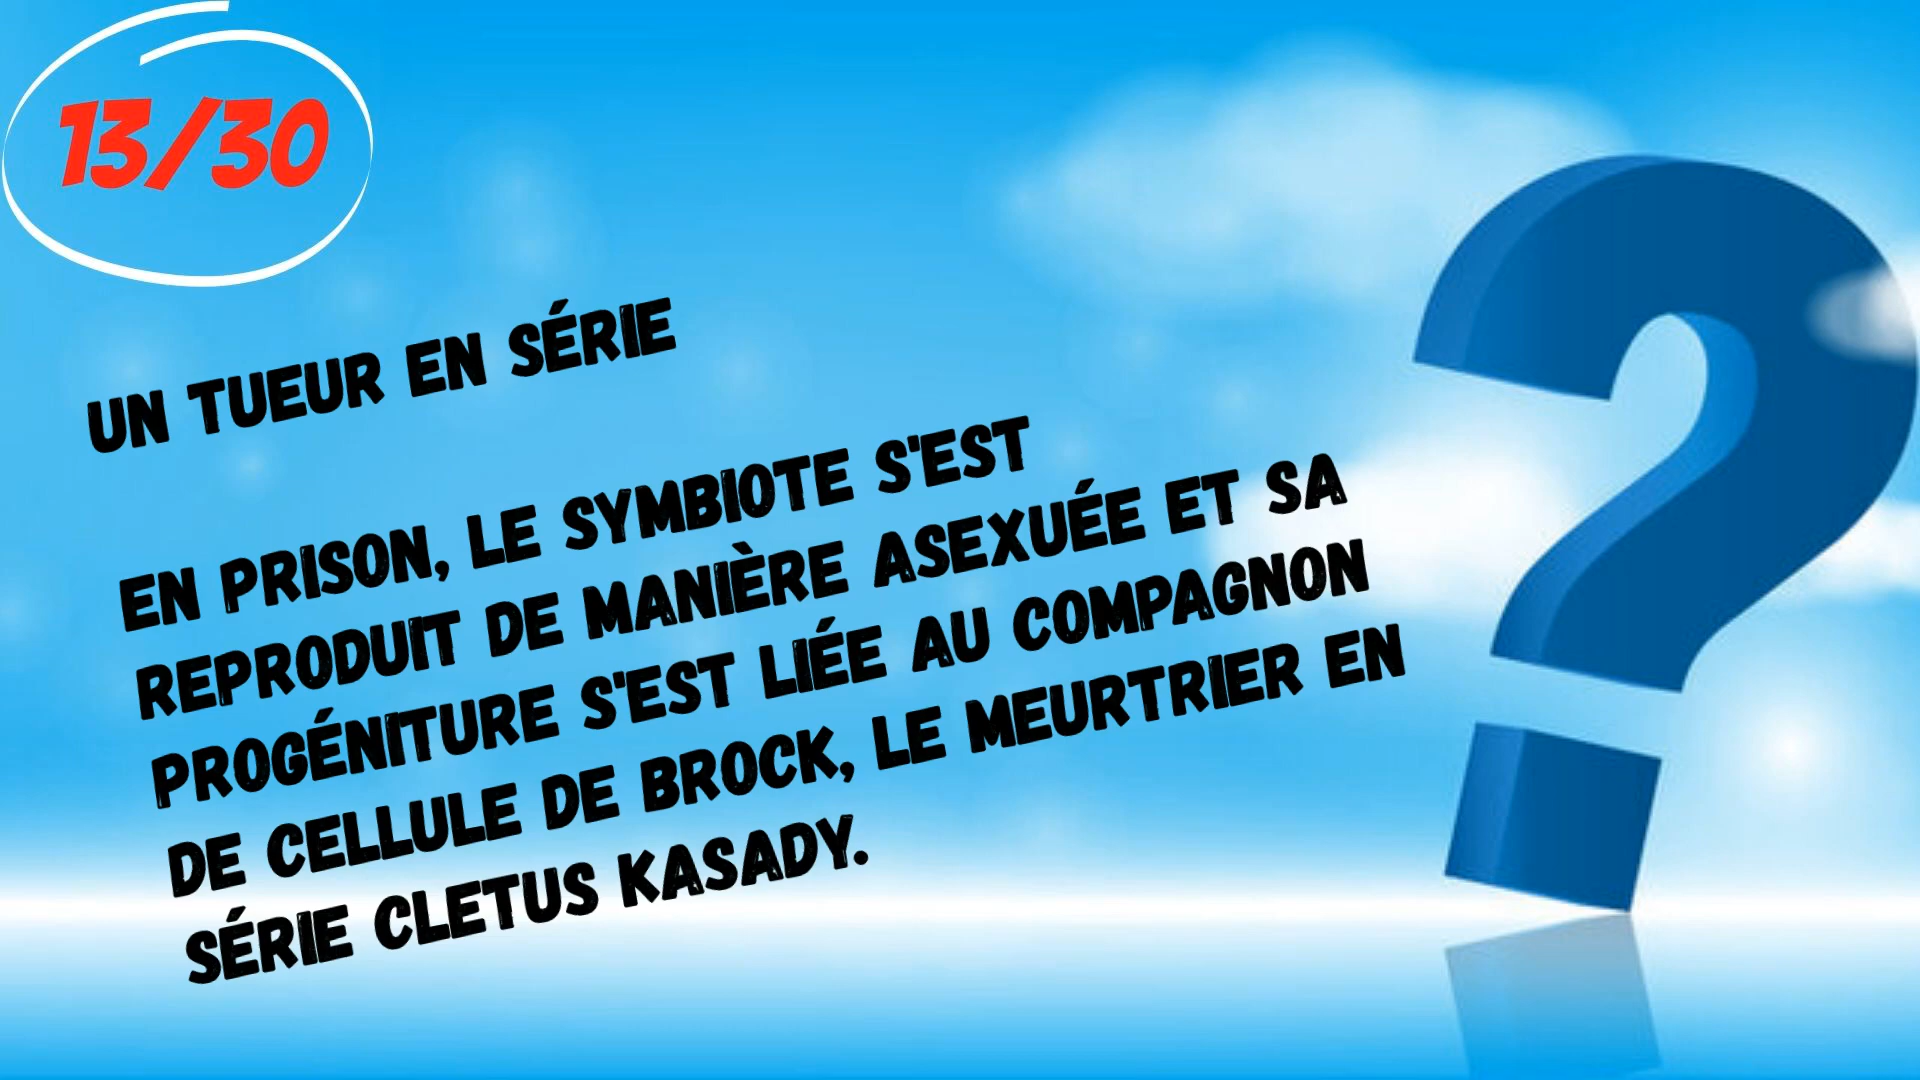 13/30
UN TUEUR EN SÉRIE
EN PRISON, LE SYMBIOTE S'EST
REPRODUIT DE MANIÈRE ASEXUÉE ET SA
PROGÉNITURE S'EST LIÉE AU COMPAGNON
DE CELLULE DE BROCK, LE MEURTRIER EN
SÉRIE CLETUS KASADY.